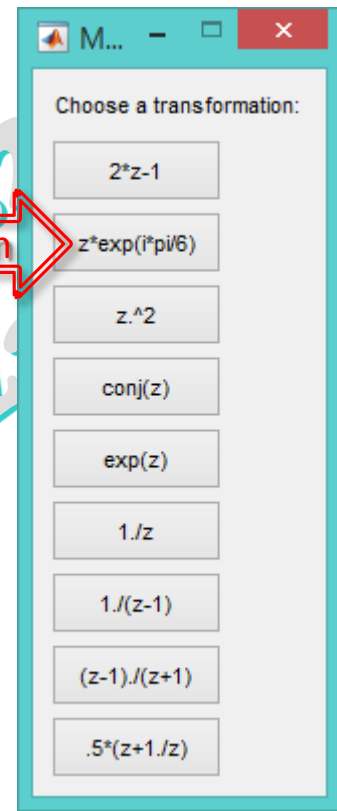 M...
Choose a transformation:
2*z-1
z*exp(i*pi/6)
z.^2
conj(z)
exp(z)
1./z
1./(z-1)
(z-1)./(z+1)
.5*(z+1./z)